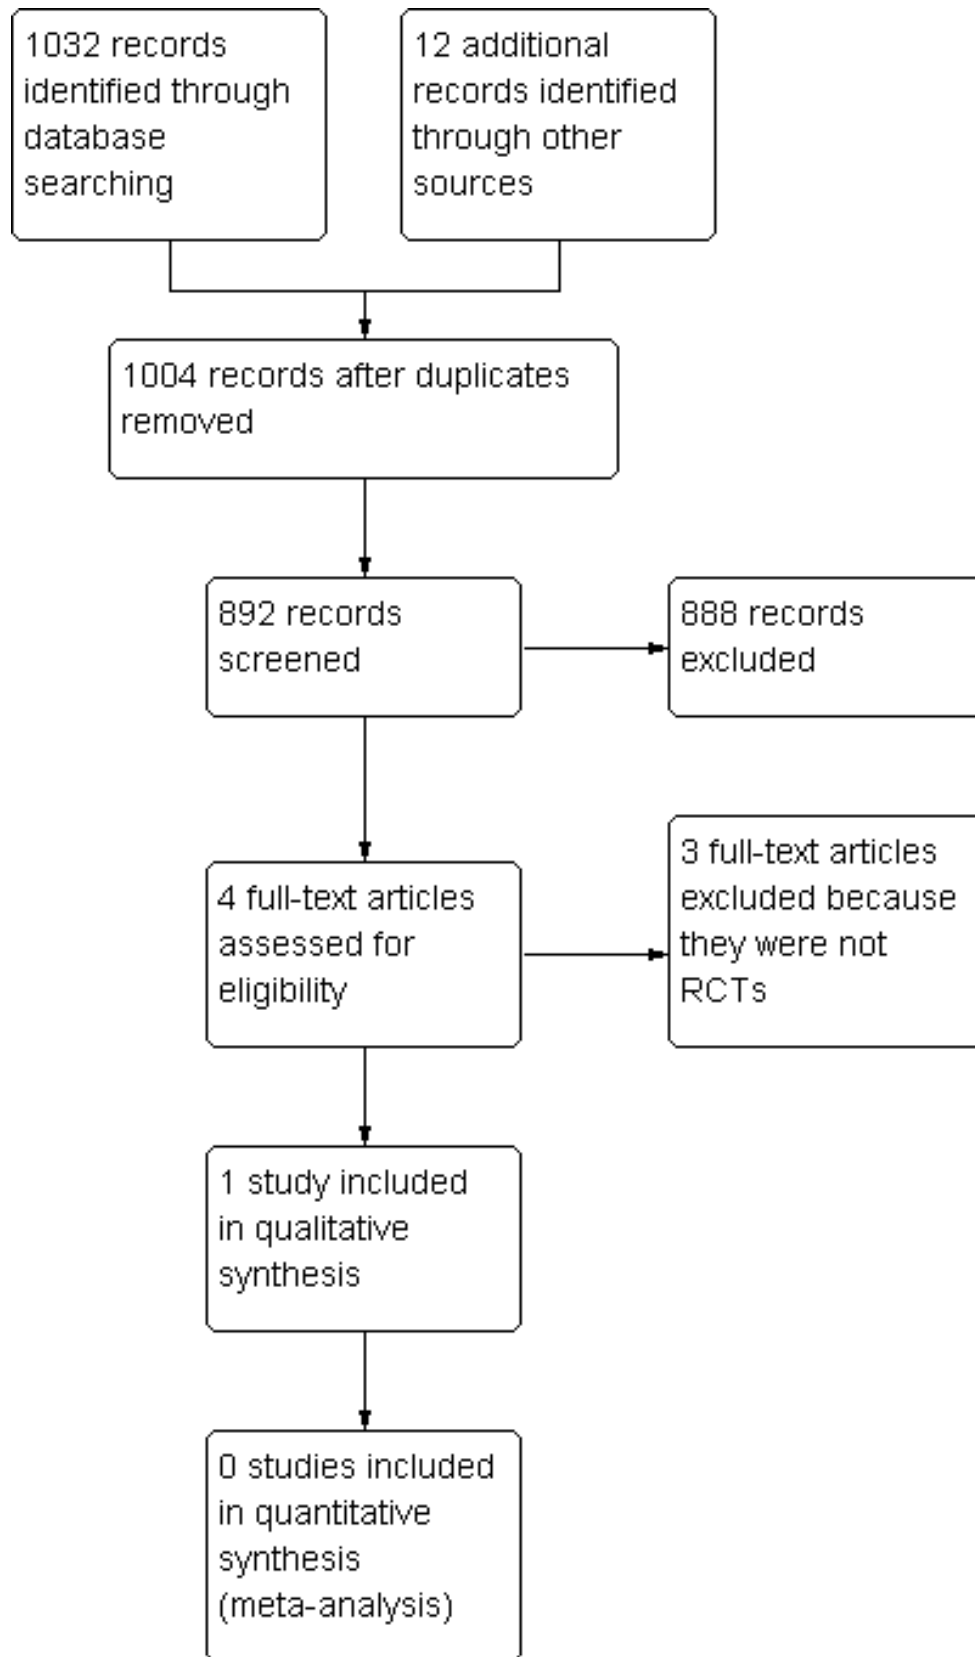 1032 records
identified through
database
searching
12 additional
records identified
through other
sources
1004 records after duplicates
removed
892 records
screened
888 records
excluded
4 full-text articles
assessed for
eligibility
3 full-text articles
excluded because
they were not
RCTs
1 study included
in qualitative
synthesis
0 studies included
in quantitative
synthesis
(meta-analysis)